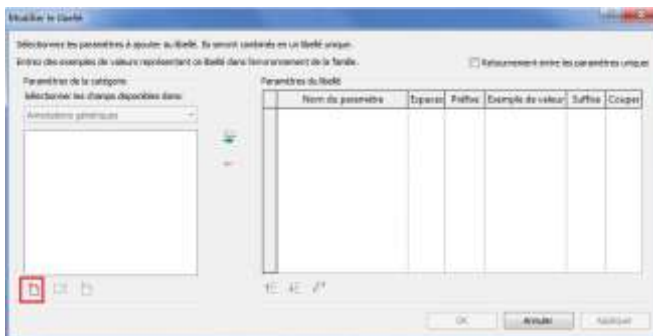 Modifier le libellé
Sélectionnez les paramètres à ajouter au libellé. Ils seront combinés en un libellé unique.
Entrez des exemples de valeurs représentant ce libellé dans l'environnement de la famille.
Retournement entre les paramètres uniques
Paramètres de la catégorie
Sélectionner les champs disponibles dans:
Annotations génériques
Paramètres du libellé
Nom du paramètre Espaces Préfixe Exemple de valeur Suffixe Couper
OK Annuler Appliquer